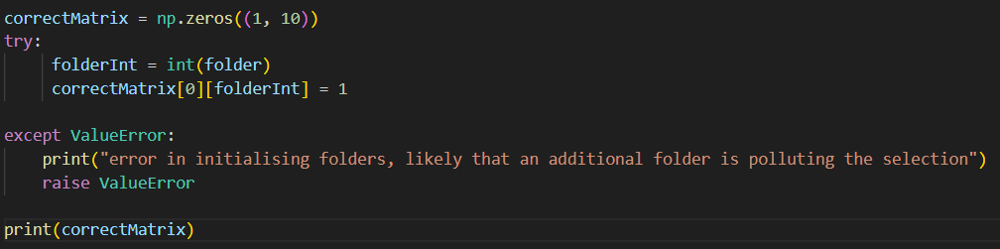 correctMatrix = np.zeros((1, 10))
try:
    folderInt = int(folder)
    correctMatrix[0][folderInt] = 1

except ValueError:
    print("error in initialising folders, likely that an additional folder is polluting the selection")
    raise ValueError

print(correctMatrix)